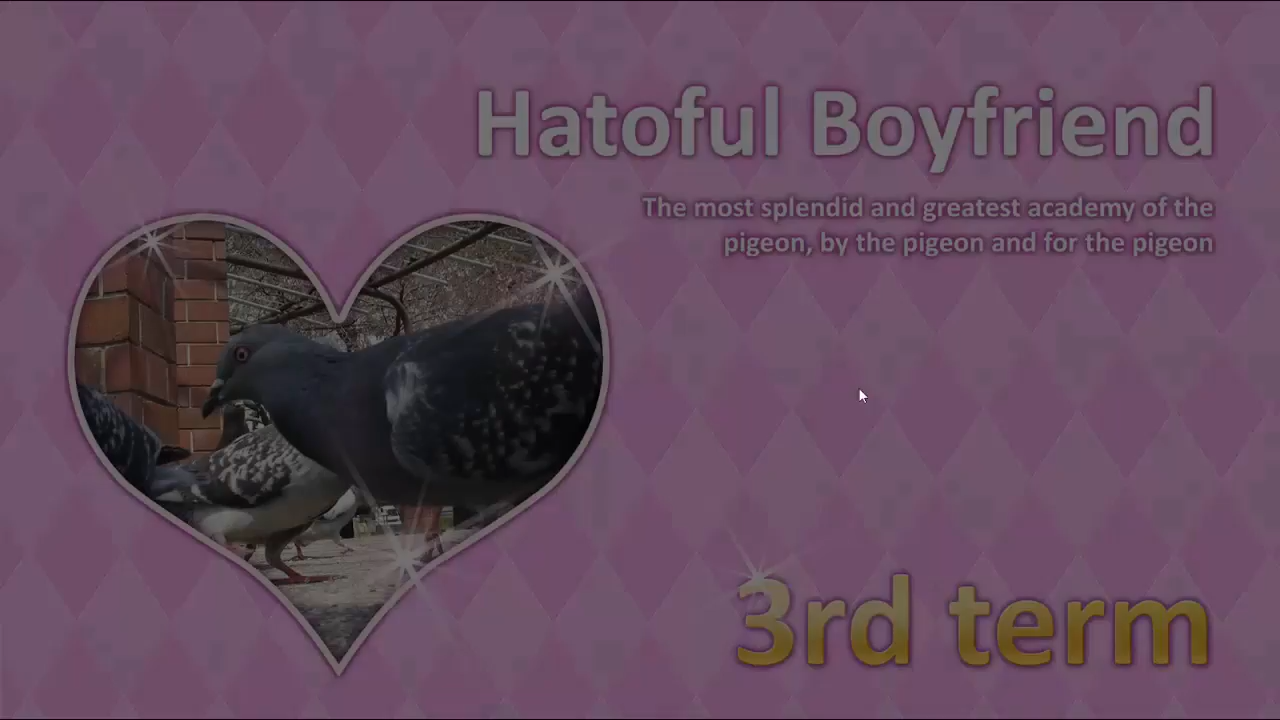 Hatoful Boyfriend
The most splendid and greatest academy of the
pigeon, by the pigeon and for the pigeon
3rd term